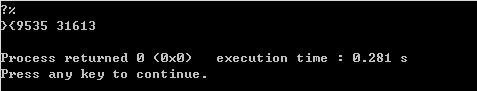 ?%
}{9535 31613
Process returned 0 (0x0)   execution time : 0.281 s
Press any key to continue.